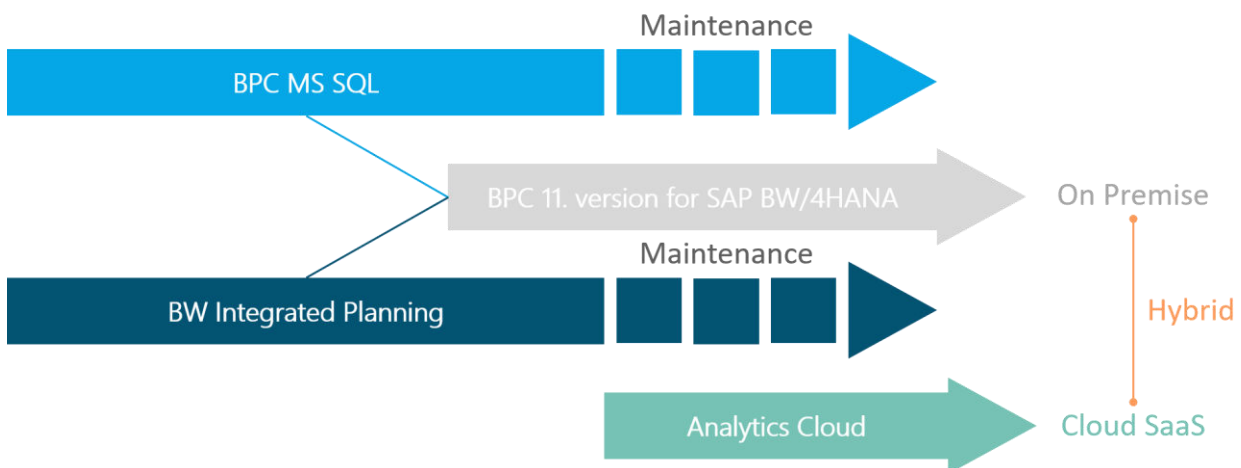 Maintenance
BPC MS SQL
BPC 11. version for SAP BW/4HANA
On Premise
Maintenance
BW Integrated Planning
Hybrid
Analytics Cloud
Cloud SaaS